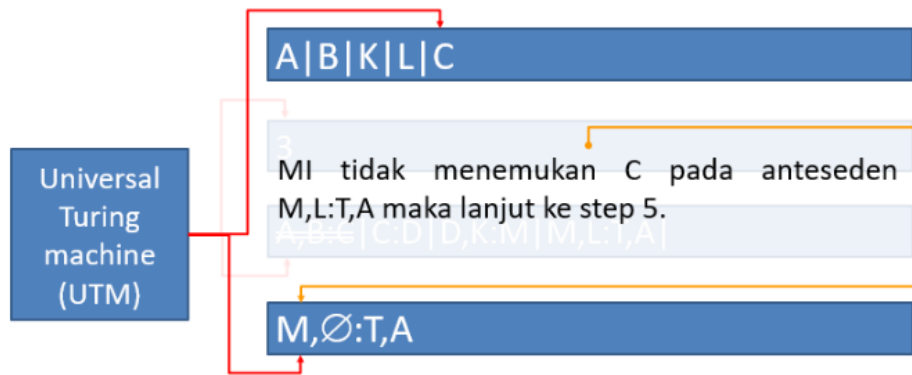 A|B|K|L|C
3
MI tidak menemukan C pada anteseden
M,L:T,A maka lanjut ke step 5.
A,B:C|C:D|D,K:M|M,L:T,A|
Universal
Turing
machine
(UTM)
M,∅:T,A